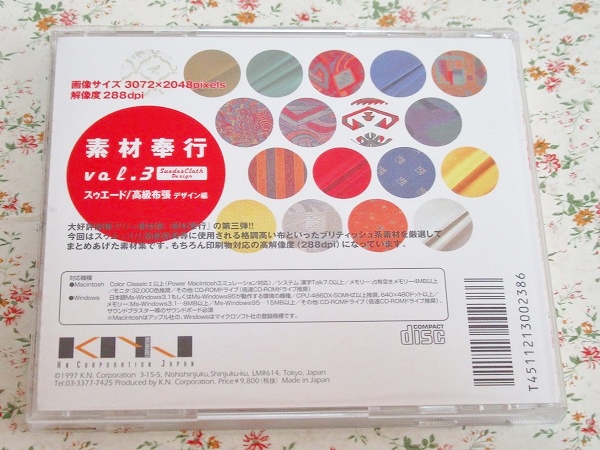 画像サイズ 3072×2048pixels
解像度 288dpi
素材奉行
val.3 SuedesCloth Design
スウエード/高級布張 デザイン編
の第三弾!!
に使用される格調高い布といったブリティッシュ系素材を厳選して
まとめあげた素材集です。もちろん印刷物対応の高解像度(288dpi)になっています。
対応機種
●Macintosh Color Classic II以上(Power Macintoshエミュレーション対応)/システム:漢字Talk7.0以上/メモリー:占有空きメモリー4MB以上
/モニタ:32,000色推奨/その他:CD-ROMドライブ(倍速CD-ROMドライブ推奨)
●Windows 日本語Ms-Windows3.1もしくはMs-Windows95が動作する環境の機種/CPU:486DX-50MHZ以上推奨、640×480ドット以上/
メモリー:Ms-Windows3.1−8MB以上/Ms-Windows95−15MB以上/その他:CD-ROMドライブ(倍速CD-ROMドライブ推奨)/
サウンドブラスター等のサウンドボード必須
※Macintoshはアップル社の、Windowsはマイクロソフト社の登録商標です。
COMPACT
disc
T4511213002386
K.N
Kn Corporation Japan
©1997 K.N. Corporation 3-15-5, Nishishinjuku,Shinjuku-ku, LM#614, Tokyo, Japan
Tel:03-3377-7425 Produced by K.N. Corporation. Price¥9,800(税抜) Made in Japan